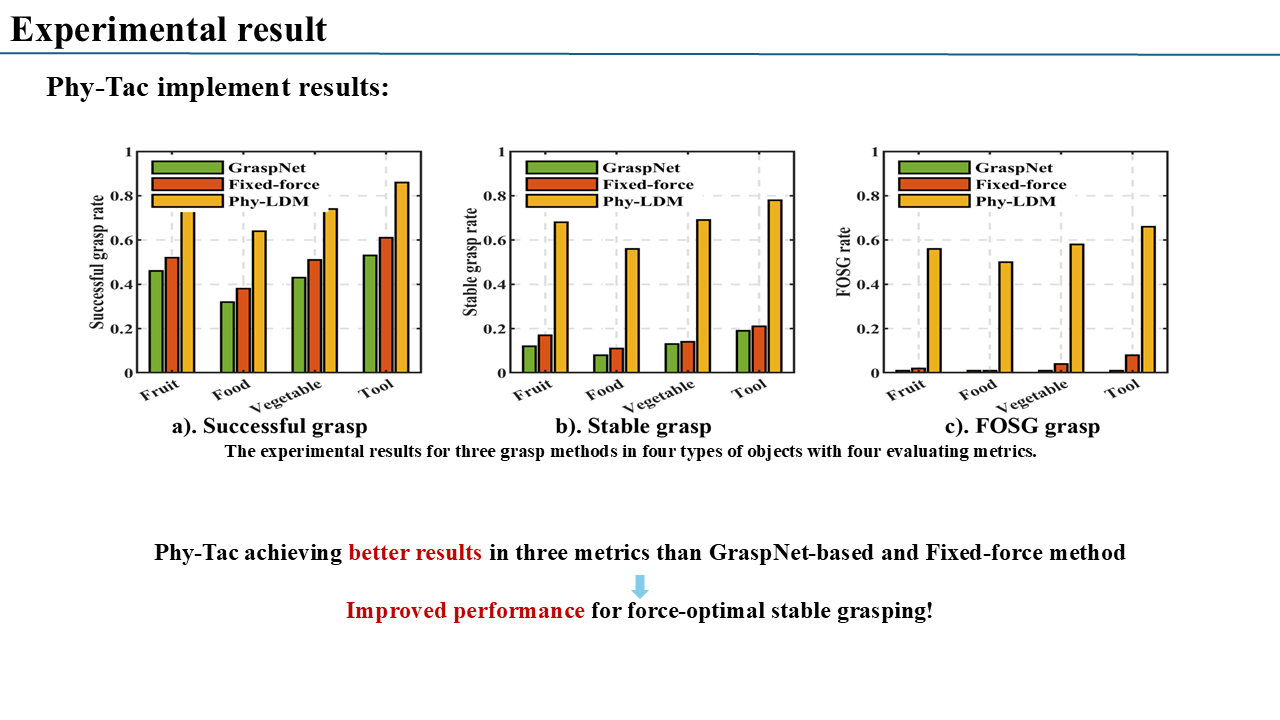 Experimental result
Phy-Tac implement results:
Successful grasp rate
1
0.8
0.6
0.4
0.2
0
GraspNet
Fixed-force
Phy-LDM
Fruit
Food
Vegetable
Tool
a). Successful grasp
Stable grasp rate
1
0.8
0.6
0.4
0.2
0
GraspNet
Fixed-force
Phy-LDM
Fruit
Food
Vegetable
Tool
b). Stable grasp
FOSG rate
1
0.8
0.6
0.4
0.2
0
GraspNet
Fixed-force
Phy-LDM
Fruit
Food
Vegetable
Tool
c). FOSG grasp
The experimental results for three grasp methods in four types of objects with four evaluating metrics.
Phy-Tac achieving better results in three metrics than GraspNet-based and Fixed-force method
Improved performance for force-optimal stable grasping!